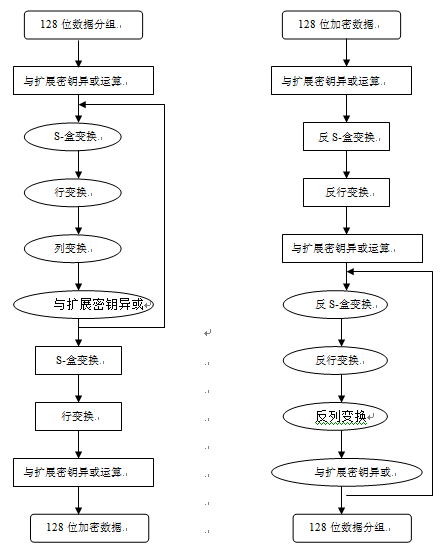 128 位数据分组
与扩展密钥异或运算
S-盒变换
行变换
列变换
与扩展密钥异或
S-盒变换
行变换
与扩展密钥异或运算
128 位加密数据
128 位加密数据
与扩展密钥异或运算
反 S-盒变换
反行变换
与扩展密钥异或运算
反 S-盒变换
反行变换
反列变换
与扩展密钥异或
128 位数据分组